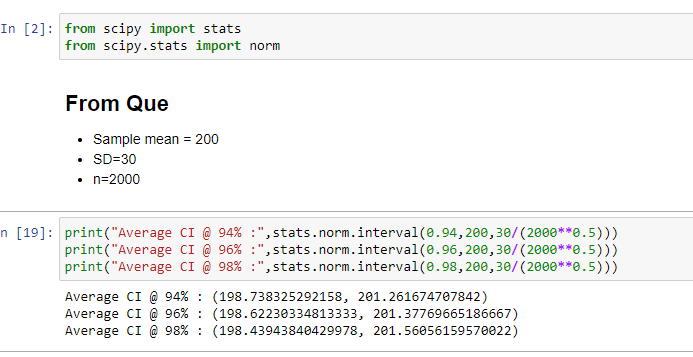 In [2]:
from scipy import stats
from scipy.stats import norm
From Que
• Sample mean = 200
• SD=30
• n=2000
n [19]:
print("Average CI @ 94% :",stats.norm.interval(0.94,200,30/(2000**0.5)))
print("Average CI @ 96% :",stats.norm.interval(0.96,200,30/(2000**0.5)))
print("Average CI @ 98% :",stats.norm.interval(0.98,200,30/(2000**0.5)))
Average CI @ 94% : (198.738325292158, 201.261674707842)
Average CI @ 96% : (198.62230334813333, 201.37769665186667)
Average CI @ 98% : (198.43943840429978, 201.56056159570022)